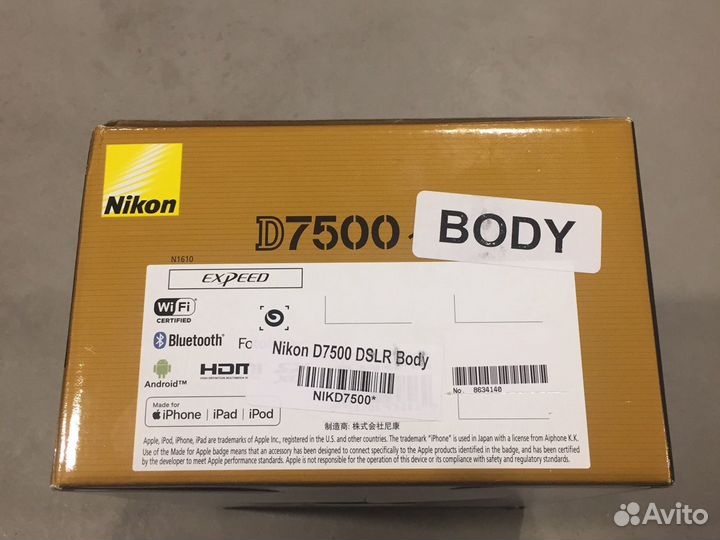 Nikon
D7500
BODY
N1610
EXPEED
Wi Fi
CERTIFIED
Bluetooth®
Android™
HDMI
HIGH-DEFINITION MULTIMEDIA
Nikon D7500 DSLR Body
NIKD7500*
No. 8634140
Made for
iPhone | iPad | iPod
制造商: 株式会社尼康
Apple, iPod, iPhone, iPad are trademarks of Apple Inc., registered in the U.S. and other countries. The trademark "iPhone" is used in Japan with a license from Aiphone K.K.
Use of the Made for Apple badge means that an accessory has been designed to connect specifically to the Apple products identified in the badge, and has been certified
by the developer to meet Apple performance standards. Apple is not responsible for the operation of this device or its compliance with safety and regulatory standards.
Avito